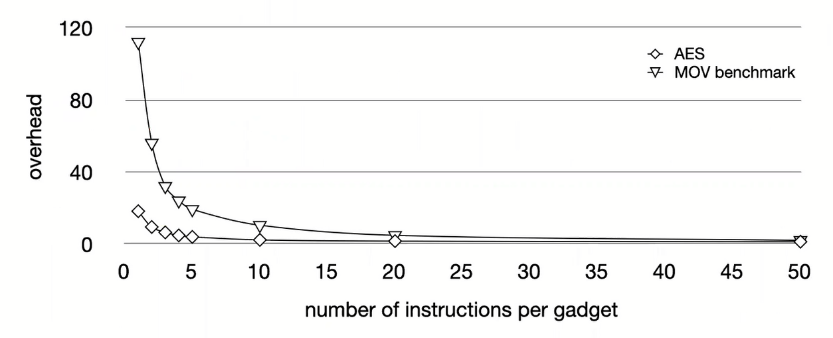 120
AES
MOV benchmark
80
overhead
40
0
0 5 10 15 20 25 30 35 40 45 50
number of instructions per gadget